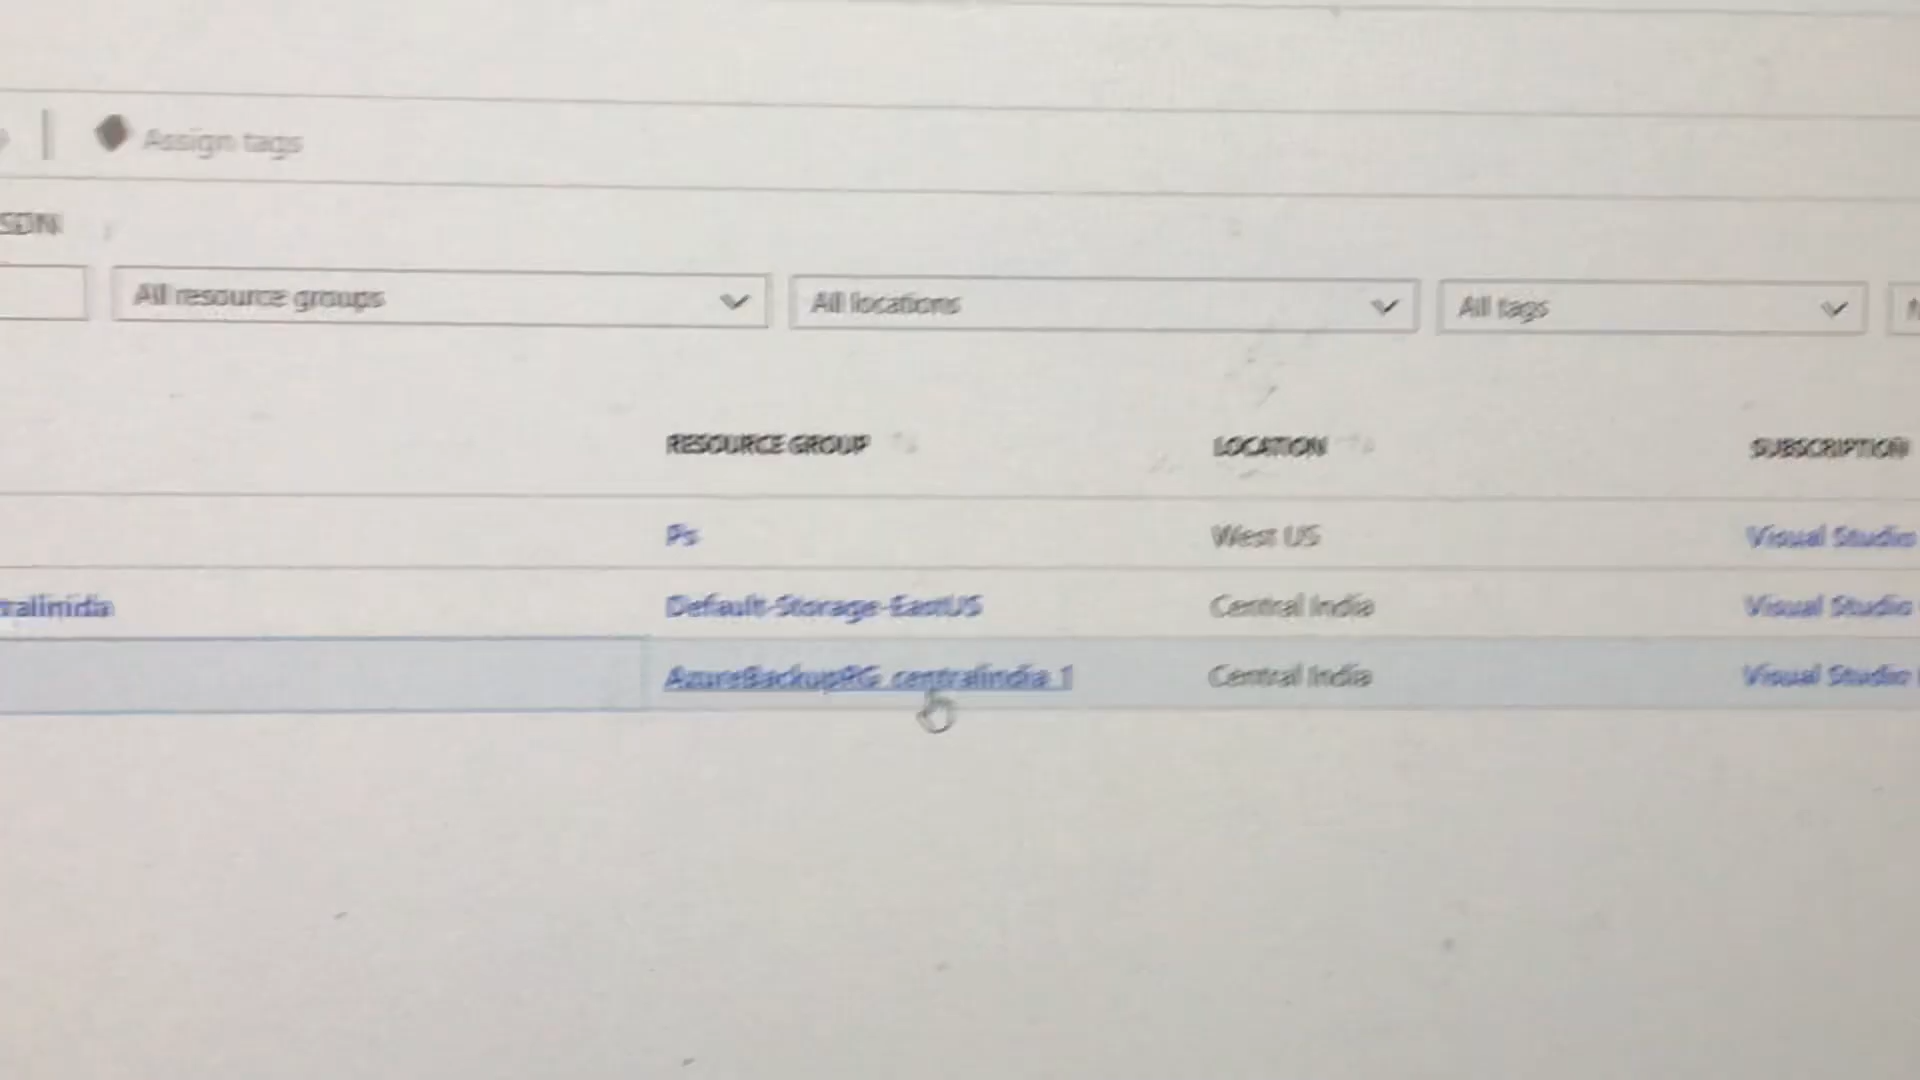 Assign tags
All resource groups All locations All tags
RESOURCE GROUP LOCATION SUBSCRIPTION
Ps West US Visual Studio
Default-Storage-EastUS Central India Visual Studio
AzureBackupRG_centralindia_1 Central India Visual Studio